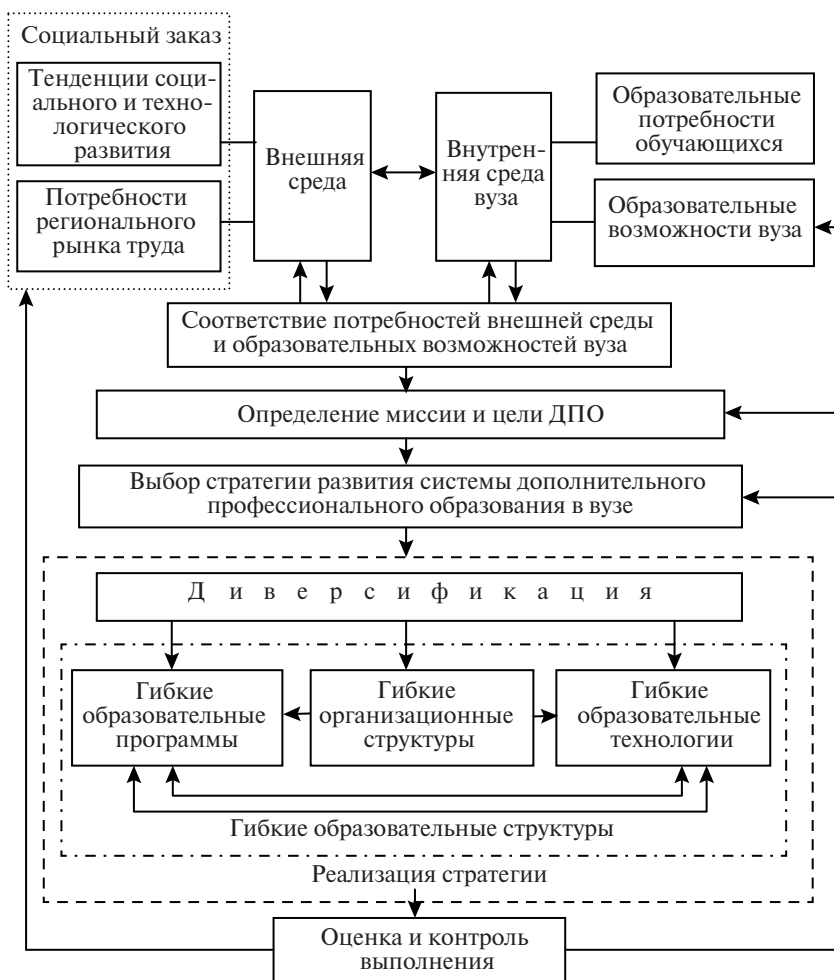 Социальный заказ
Тенденции соци-
ального и техно-
логического
развития
Потребности
регионального
рынка труда
Внешняя
среда
Внутрен-
няя среда
вуза
Образовательные
потребности
обучающихся
Образовательные
возможности вуза
Соответствие потребностей внешней среды
и образовательных возможностей вуза
Определение миссии и цели ДПО
Выбор стратегии развития системы дополнительного
профессионального образования в вузе
Диверсификация
Гибкие
образовательные
программы
Гибкие
организационные
структуры
Гибкие
образовательные
технологии
Гибкие образовательные структуры
Реализация стратегии
Оценка и контроль
выполнения